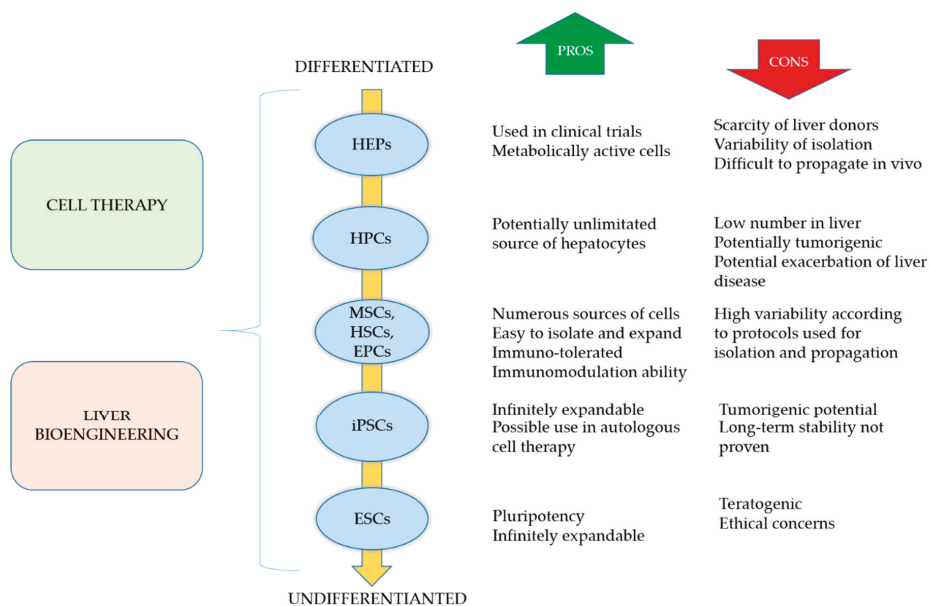 PROS
CONS
DIFFERENTIATED
CELL THERAPY
LIVER
BIOENGINEERING
HEPs
Used in clinical trials
Metabolically active cells
Scarcity of liver donors
Variability of isolation
Difficult to propagate in vivo
HPCs
Potentially unlimitated
source of hepatocytes
Low number in liver
Potentially tumorigenic
Potential exacerbation of liver
disease
MSCs,
HSCs,
EPCs
Numerous sources of cells
Easy to isolate and expand
Immuno-tolerated
Immunomodulation ability
High variability according
to protocols used for
isolation and propagation
iPSCs
Infinitely expandable
Possible use in autologous
cell therapy
Tumorigenic potential
Long-term stability not
proven
ESCs
Pluripotency
Infinitely expandable
Teratogenic
Ethical concerns
UNDIFFERENTIANTED